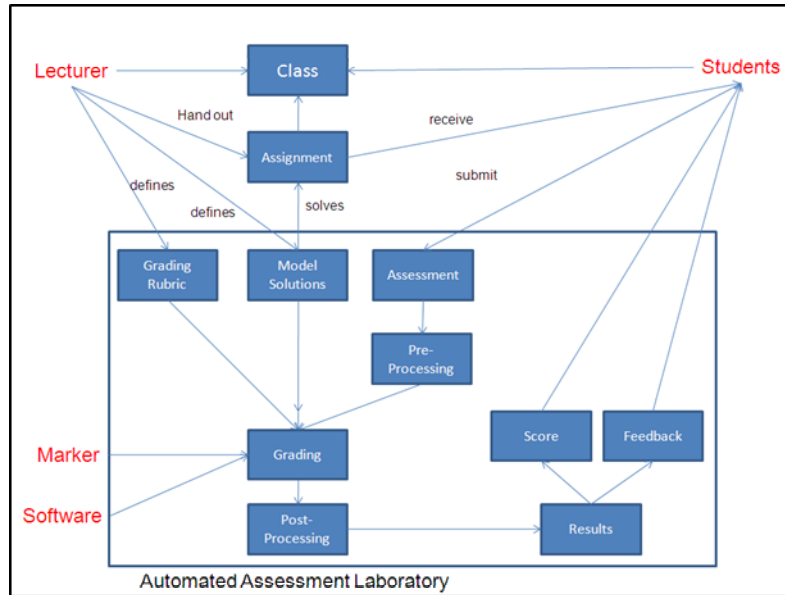 Lecturer
Class
Students
Hand out
receive
Assignment
submit
defines
defines
solves
Grading
Rubric
Model
Solutions
Assessment
Pre-
Processing
Score
Feedback
Marker
Grading
Software
Post-
Processing
Results
Automated Assessment Laboratory